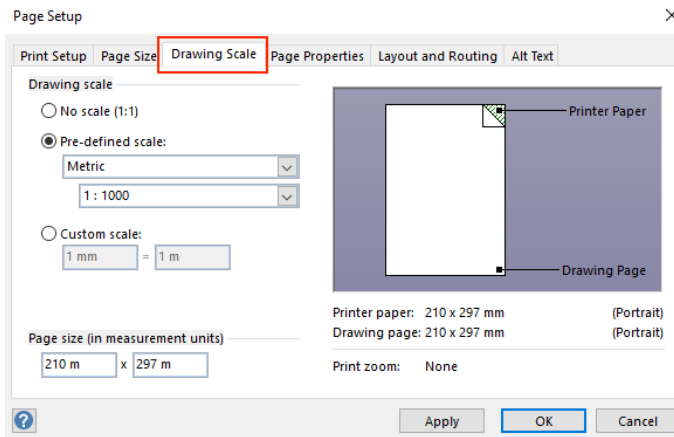 Page Setup
Print Setup Page Size Drawing Scale Page Properties Layout and Routing Alt Text
Drawing scale
No scale (1:1)
Pre-defined scale:
Metric
1 : 1000
Custom scale:
1 mm = 1 m
Page size (in measurement units)
210 m x 297 m
Printer Paper
Drawing Page
Printer paper: 210 x 297 mm (Portrait)
Drawing page: 210 x 297 mm (Portrait)
Print zoom: None
? Apply OK Cancel